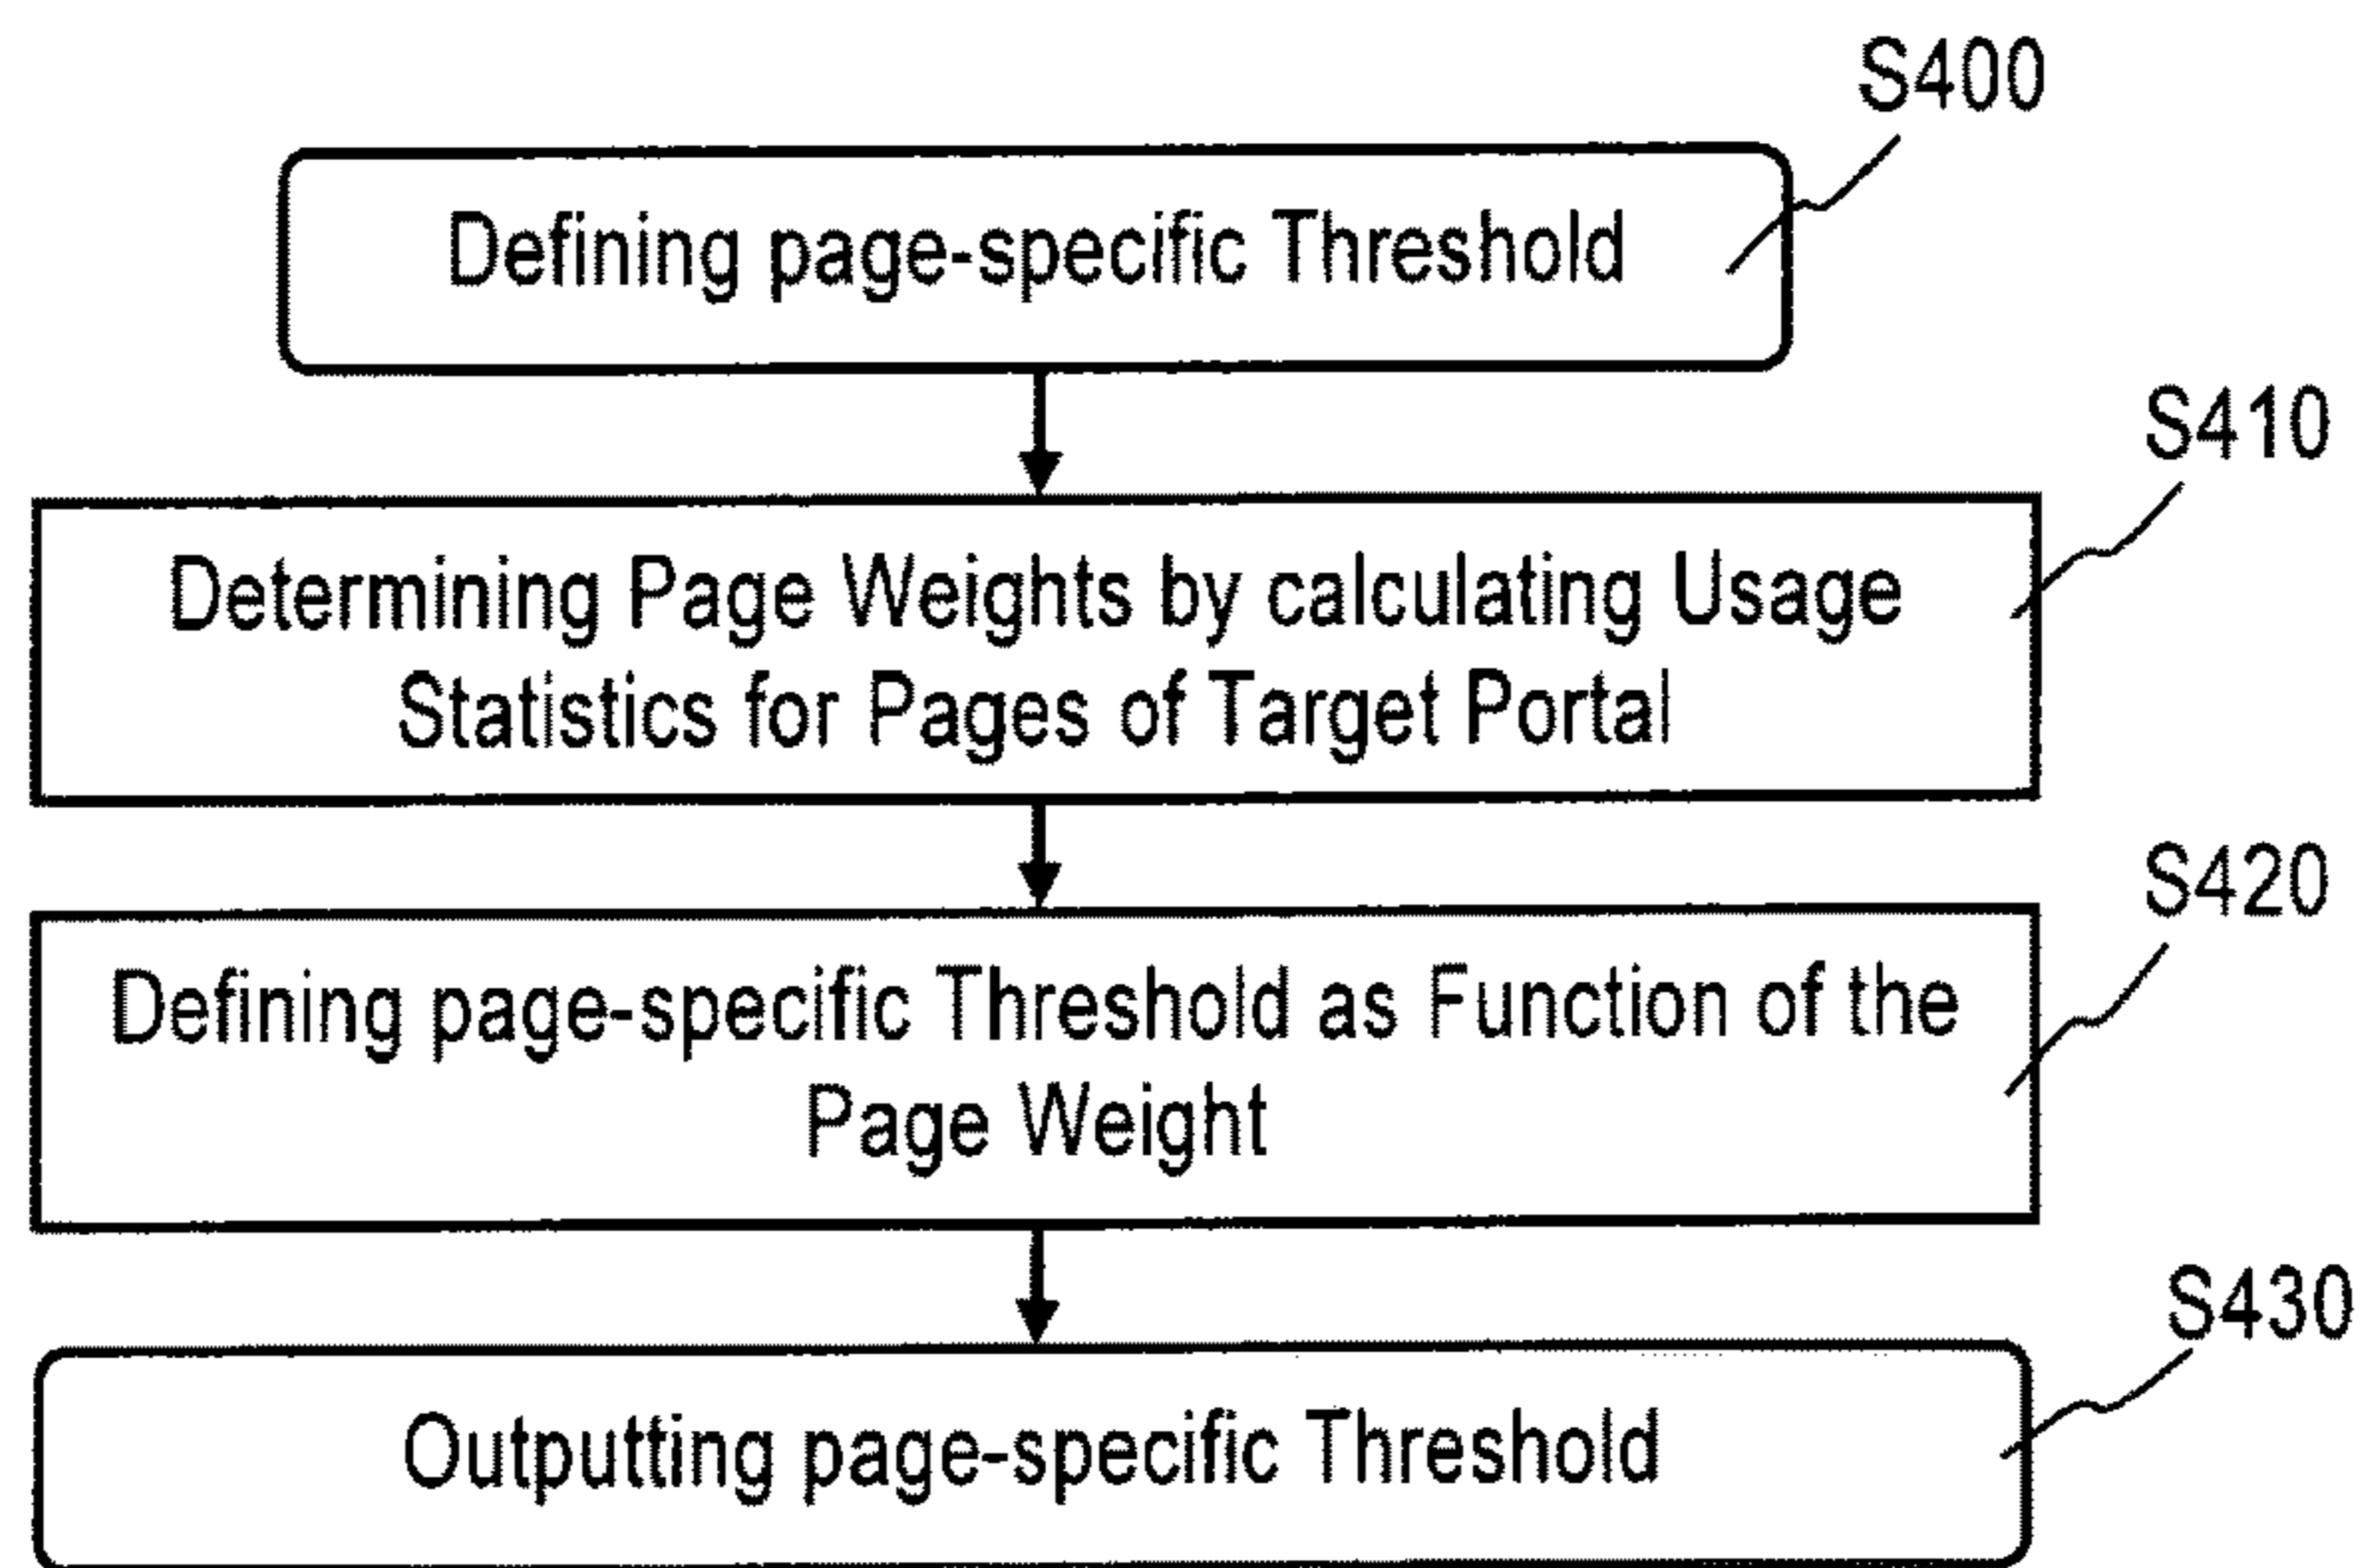 S400
Defining page-specific Threshold
S410
Determining Page Weights by calculating Usage
Statistics for Pages of Target Portal
S420
Defining page-specific Threshold as Function of the
Page Weight
S430
Outputting page-specific Threshold